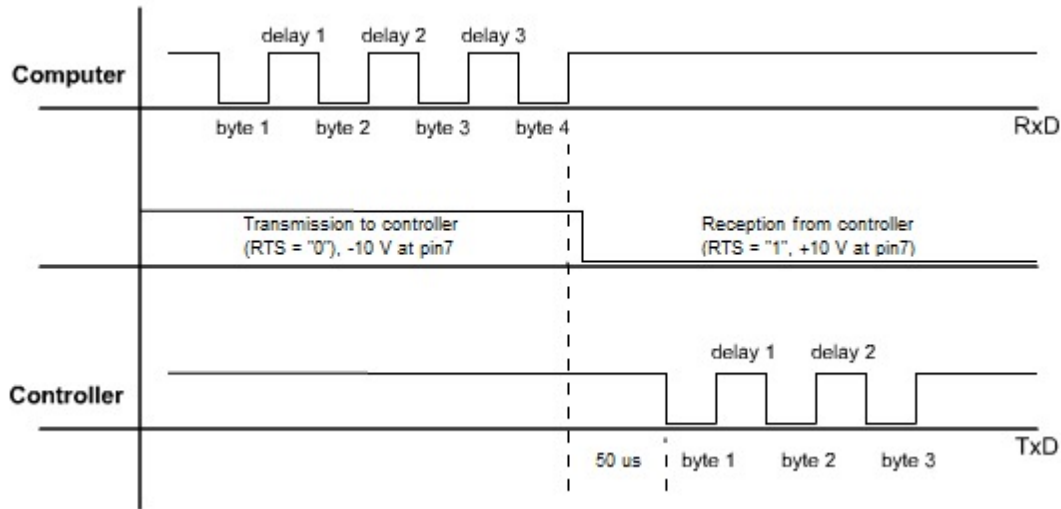 delay 1 delay 2 delay 3
Computer
byte 1 byte 2 byte 3 byte 4
RxD
Transmission to controller
(RTS = "0"), -10 V at pin7
Reception from controller
(RTS = "1", +10 V at pin7)
delay 1 delay 2
Controller
TxD
50 us byte 1 byte 2 byte 3